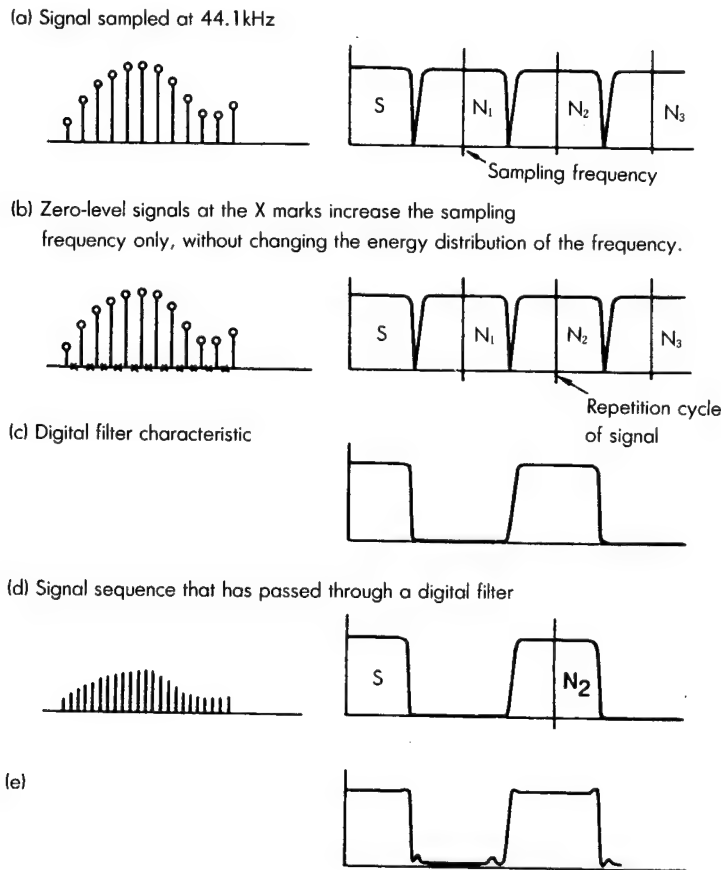 (a) Signal sampled at 44.1kHz
S N₁ N₂ N₃
Sampling frequency
(b) Zero-level signals at the X marks increase the sampling
frequency only, without changing the energy distribution of the frequency.
S N₁ N₂ N₃
Repetition cycle
of signal
(c) Digital filter characteristic
(d) Signal sequence that has passed through a digital filter
S N2
(e)